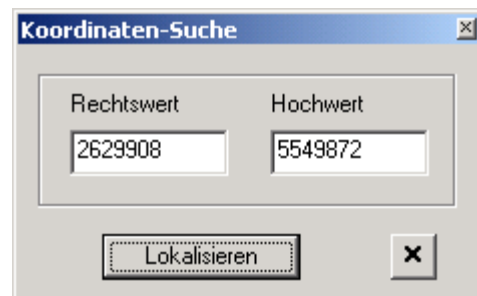 Koordinaten-Suche
Rechtswert Hochwert
2629908 5549872
Lokalisieren